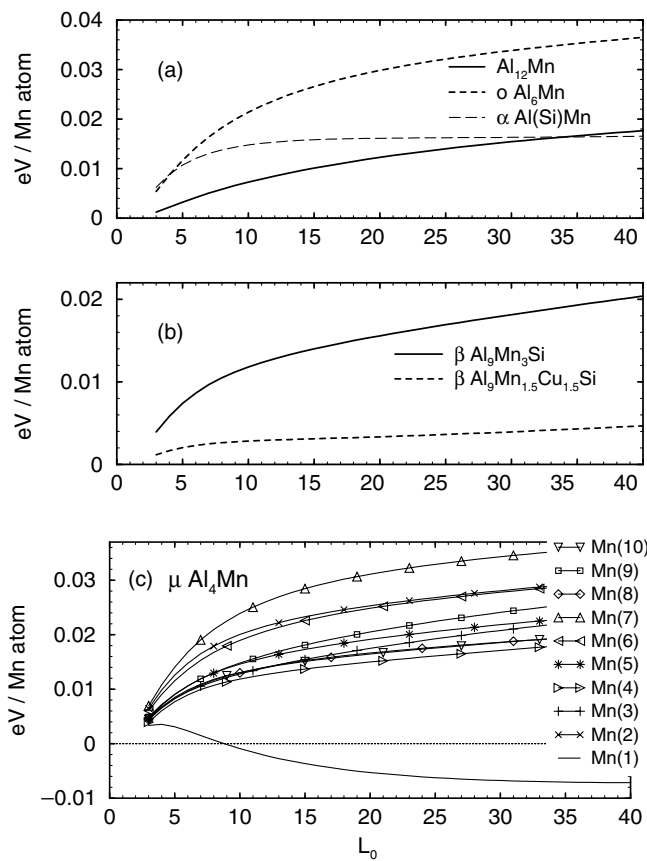 0.04
0.03
0.02
0.01
0
eV / Mn atom
(a)
Al₁₂Mn
o Al₆Mn
α Al(Si)Mn
0 5 10 15 20 25 30 35 40
0.02
0.01
0
eV / Mn atom
(b)
β Al₉Mn₃Si
β Al₉Mn₁.₅Cu₁.₅Si
0 5 10 15 20 25 30 35 40
0.03
0.02
0.01
0
−0.01
eV / Mn atom
(c) μ Al₄Mn
Mn(10)
Mn(9)
Mn(8)
Mn(7)
Mn(6)
Mn(5)
Mn(4)
Mn(3)
Mn(2)
Mn(1)
0 5 10 15 20 25 30 35 40
L₀